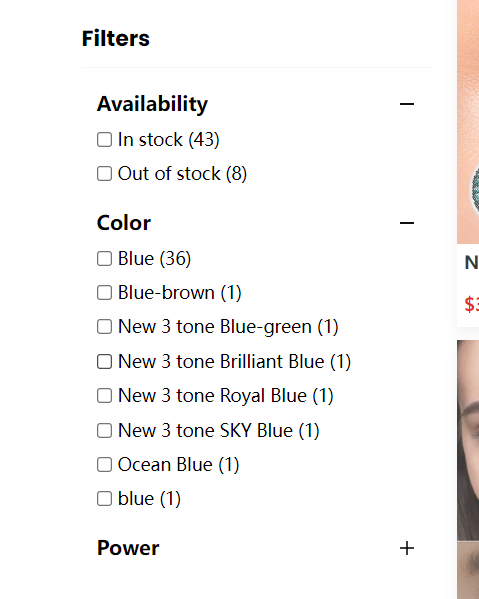 Filters
Availability
In stock (43)
Out of stock (8)
Color
Blue (36)
Blue-brown (1)
New 3 tone Blue-green (1)
New 3 tone Brilliant Blue (1)
New 3 tone Royal Blue (1)
New 3 tone SKY Blue (1)
Ocean Blue (1)
blue (1)
Power